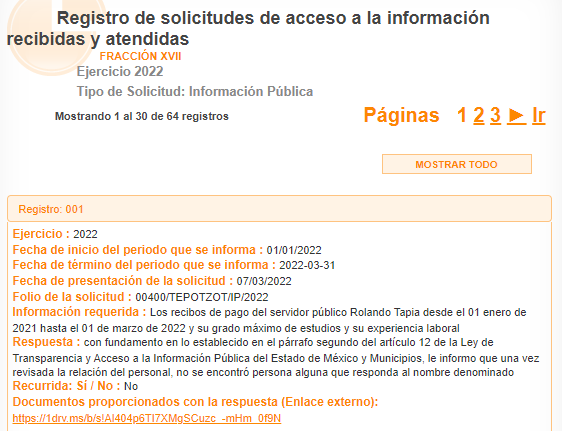 Registro de solicitudes de acceso a la información
recibidas y atendidas
FRACCIÓN XVII
Ejercicio 2022
Tipo de Solicitud: Información Pública
Mostrando 1 al 30 de 64 registros
Páginas 1 2 3 ► Ir
MOSTRAR TODO
Registro: 001
Ejercicio : 2022
Fecha de inicio del periodo que se informa : 01/01/2022
Fecha de término del periodo que se informa : 2022-03-31
Fecha de presentación de la solicitud : 07/03/2022
Folio de la solicitud : 00400/TEPOTZOT/IP/2022
Información requerida : Los recibos de pago del servidor público Rolando Tapia desde el 01 enero de
2021 hasta el 01 de marzo de 2022 y su grado máximo de estudios y su experiencia laboral
Respuesta : con fundamento en lo establecido en el párrafo segundo del artículo 12 de la Ley de
Transparencia y Acceso a la Información Pública del Estado de México y Municipios, le informo que una vez
revisada la relación del personal, no se encontró persona alguna que responda al nombre denominado
Recurrida: Sí / No : No
Documentos proporcionados con la respuesta (Enlace externo):
https://1drv.ms/b/s!Al404p6Tl7XMgSCuzc_-mHm_0f9N